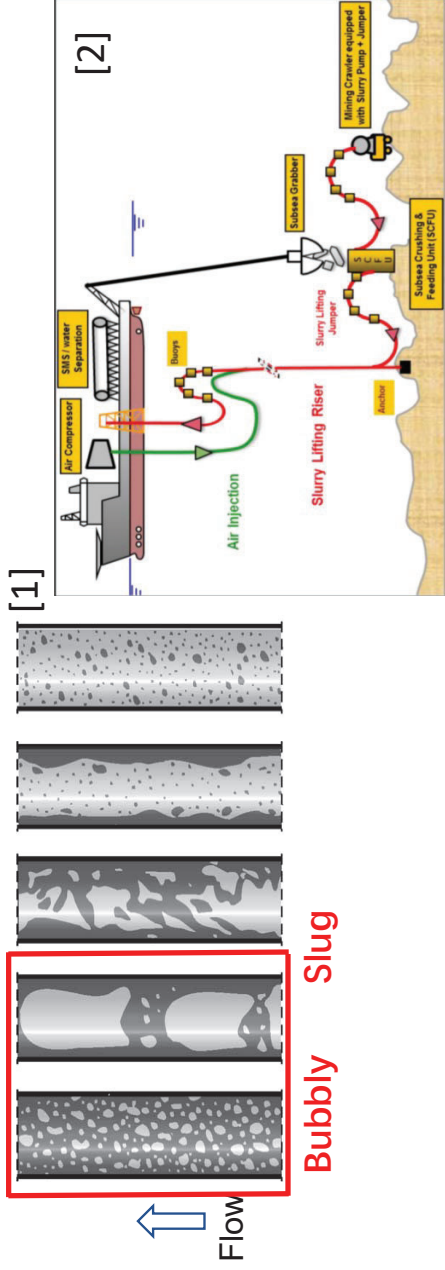 Flow
Bubbly
Slug
[1]
[2]
Air Compressor
SMS / water
Separation
Buoys
Air Injection
Slurry Lifting Riser
Subsea Grabber
Slurry Lifting
Jumper
S
C
F
U
Anchor
Subsea Crushing &
Feeding Unit (SCFU)
Mining Crawler equipped
with Slurry Pump + Jumper